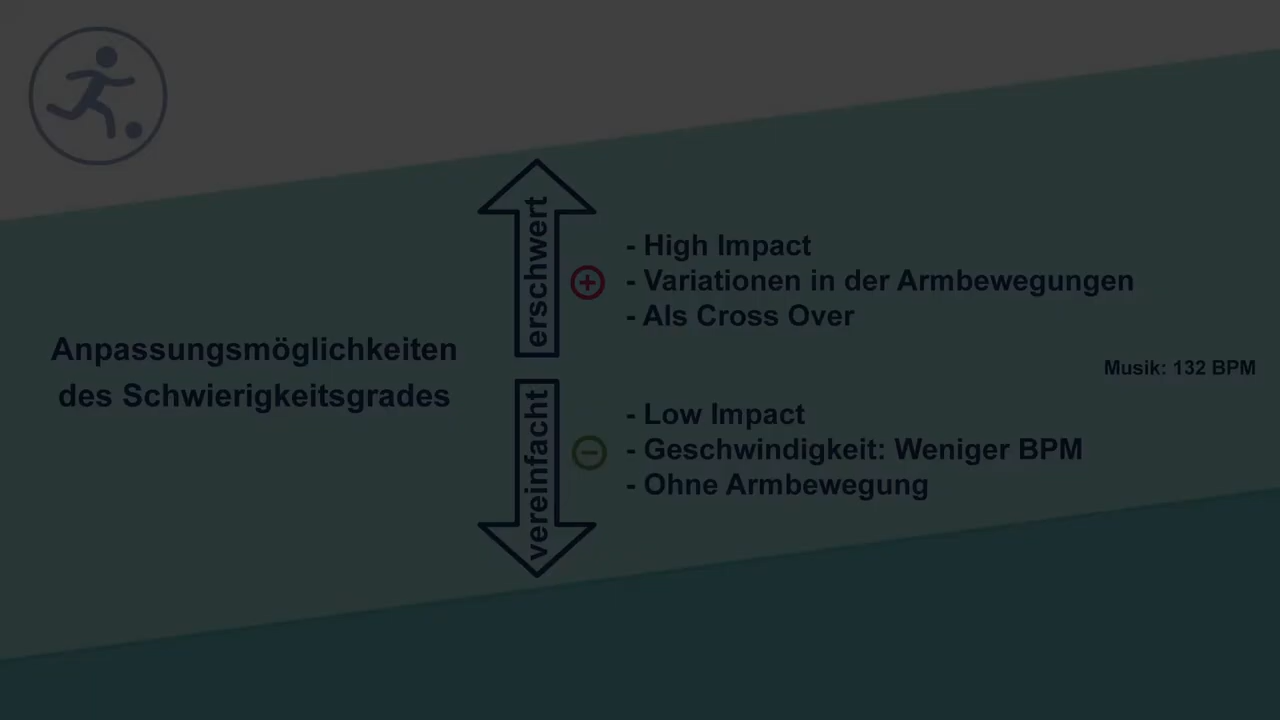 erschwert
- High Impact
- Variationen in der Armbewegungen
- Als Cross Over
Anpassungsmöglichkeiten
des Schwierigkeitsgrades
Musik: 132 BPM
vereinfacht
- Low Impact
- Geschwindigkeit: Weniger BPM
- Ohne Armbewegung